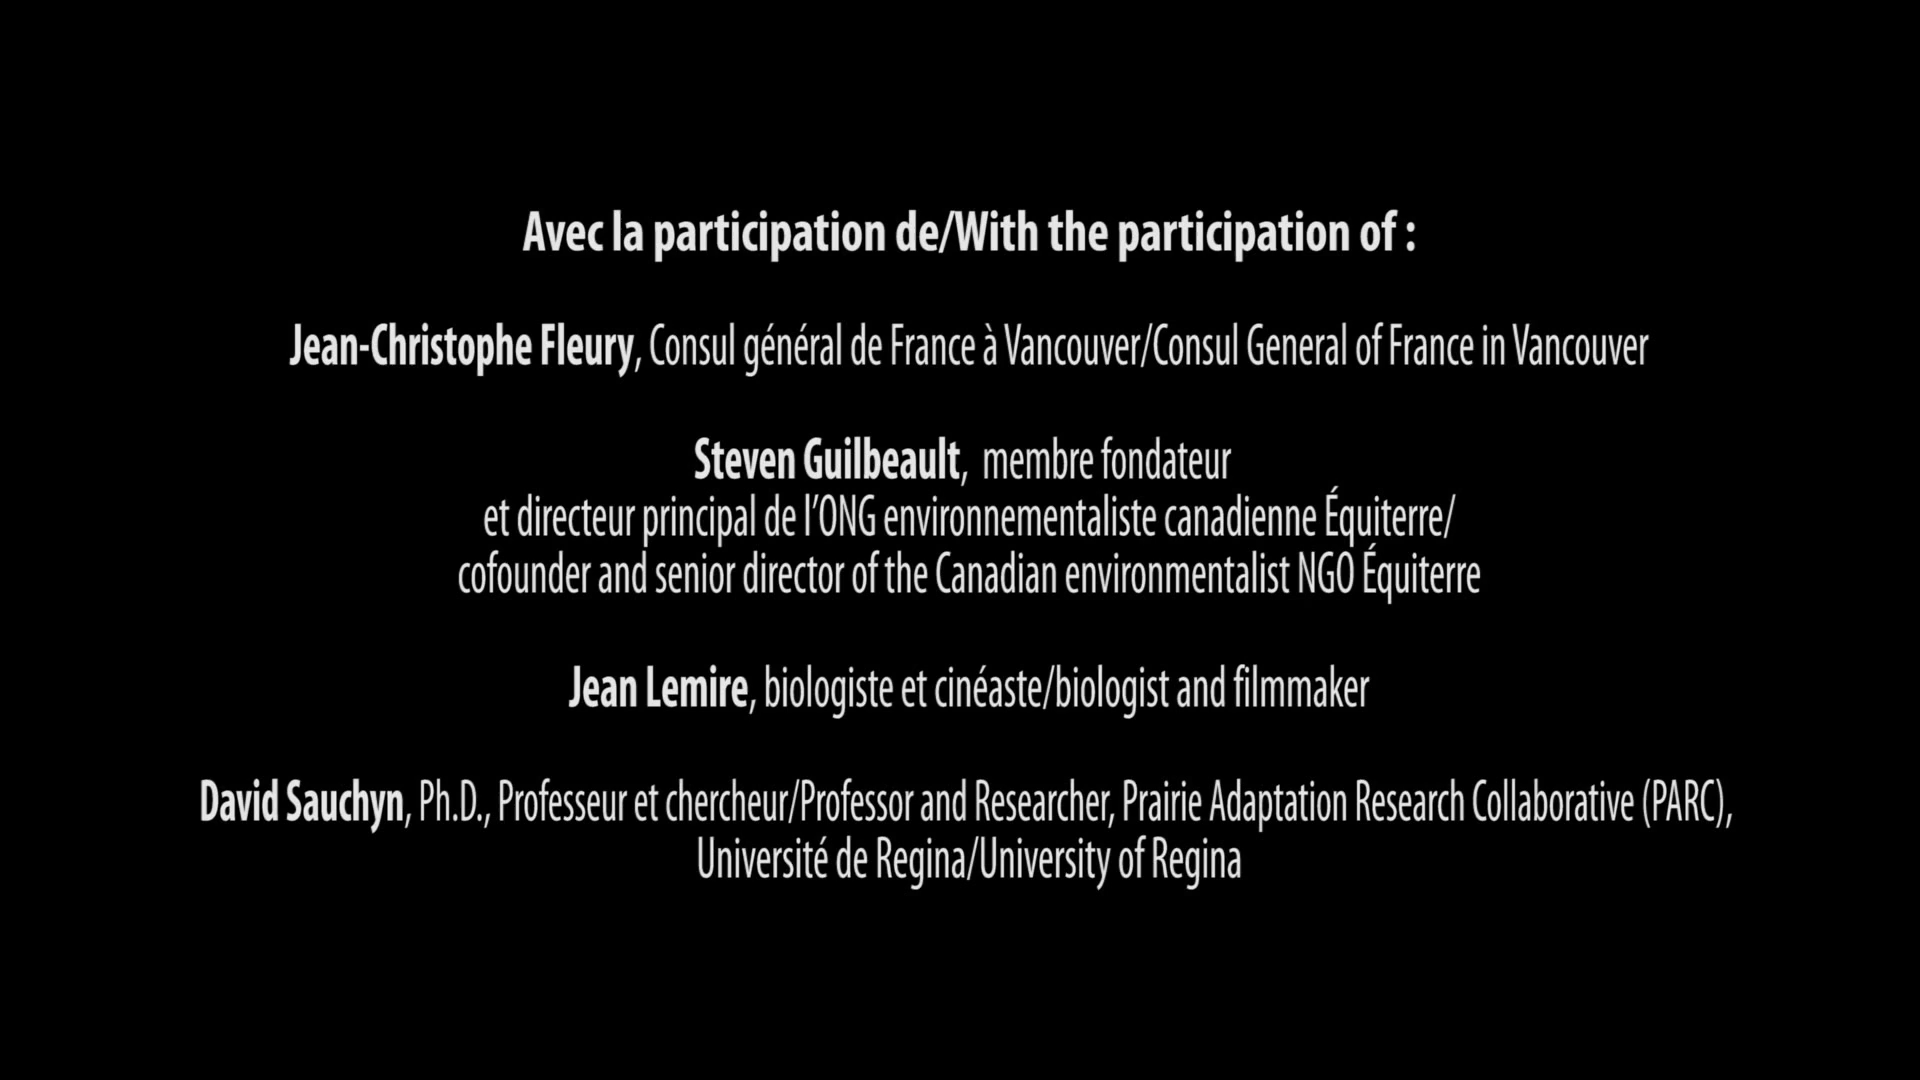 Avec la participation de/With the participation of :
Jean-Christophe Fleury, Consul général de France à Vancouver/Consul General of France in Vancouver
Steven Guilbeault, membre fondateur
et directeur principal de l’ONG environnementaliste canadienne Équiterre/
cofounder and senior director of the Canadian environmentalist NGO Équiterre
Jean Lemire, biologiste et cinéaste/biologist and filmmaker
David Sauchyn, Ph.D., Professeur et chercheur/Professor and Researcher, Prairie Adaptation Research Collaborative (PARC),
Université de Regina/University of Regina